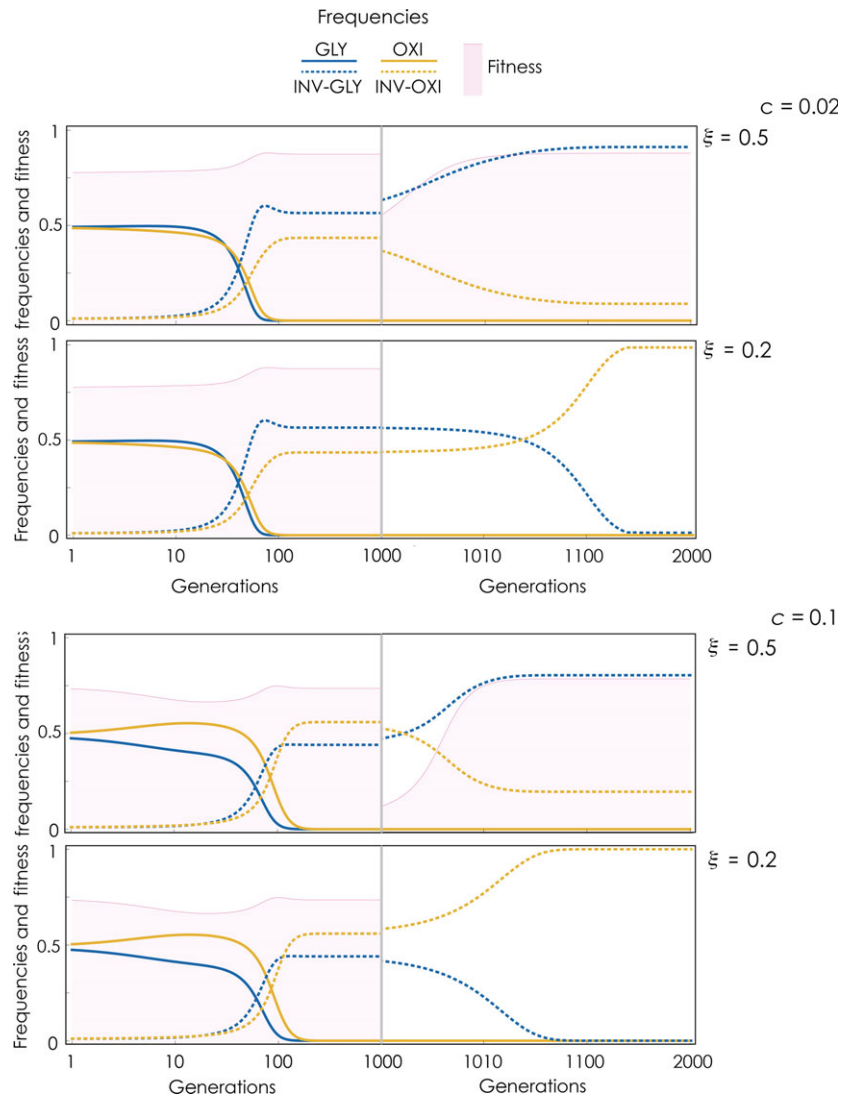 Frequencies
GLY OXI
INV-GLY INV-OXI
Fitness
c = 0.02
ξ = 0.5
frequencies and fitness
1
0.5
0
ξ = 0.2
Frequencies and fitness
1
0.5
0
1 10 100 1000 1010 1100 2000
Generations Generations
c = 0.1
ξ = 0.5
frequencies and fitness
1
0.5
0
ξ = 0.2
Frequencies and fitness
1
0.5
0
1 10 100 1000 1010 1100 2000
Generations Generations